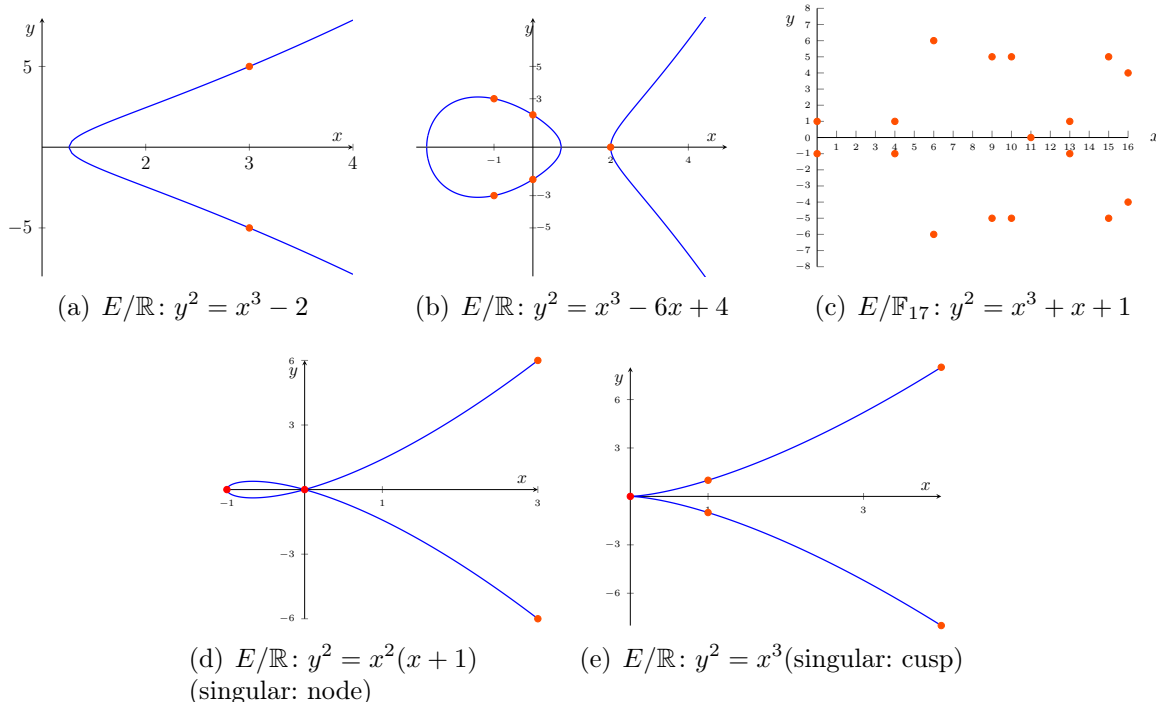 y
5
x
2
3
4
−5
(a) E/ℝ: y² = x³ − 2
y
5
3
x
−1
2
4
−3
−5
(b) E/ℝ: y² = x³ − 6x + 4
y
8
7
6
5
4
3
2
1
0
x
1 2 3 4 5 6 7 8 9 10 11 12 13 14 15 16
−1
−2
−3
−4
−5
−6
−7
−8
(c) E/𝔽₁₇: y² = x³ + x + 1
6
y
3
x
−1
1
3
−3
−6
(d) E/ℝ: y² = x²(x + 1)
(singular: node)
y
6
3
x
1
3
−3
−6
(e) E/ℝ: y² = x³(singular: cusp)